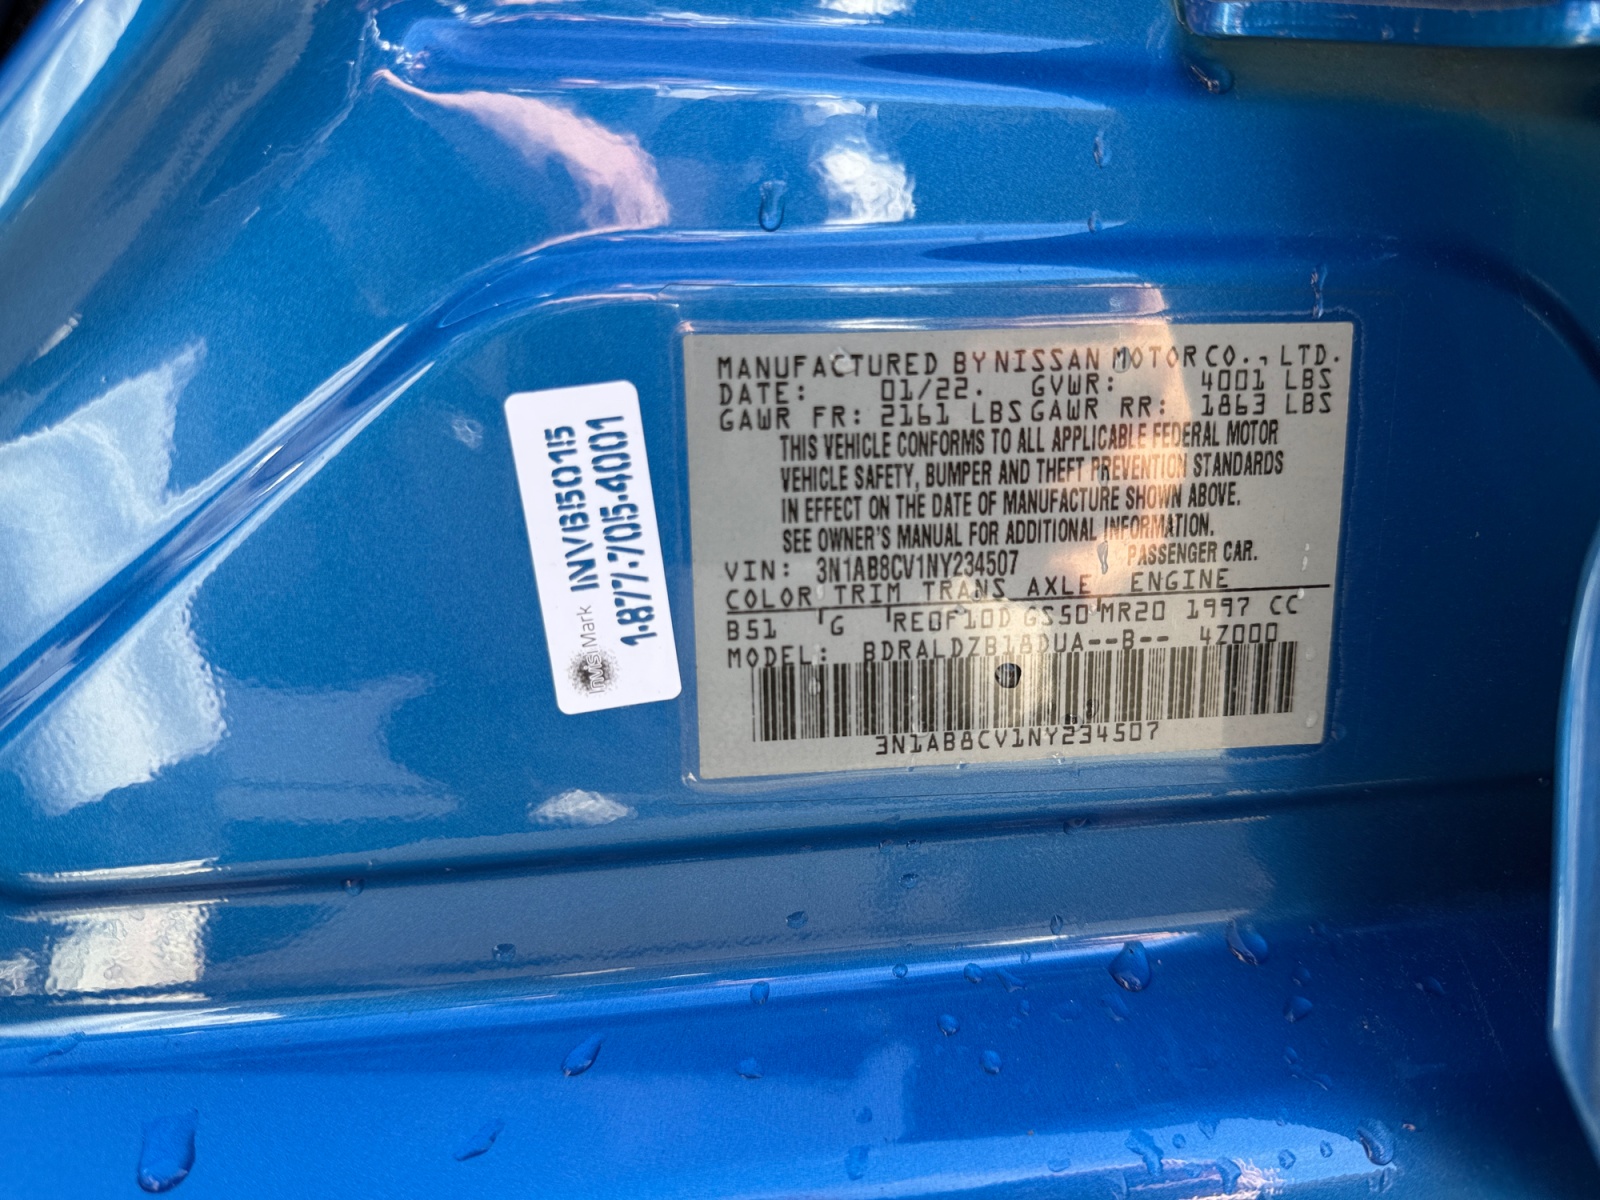 MANUFACTURED BY NISSAN MOTOR CO., LTD.
DATE: 01/22. GVWR: 4001 LBS
GAWR FR: 2161 LBS GAWR RR: 1863 LBS
THIS VEHICLE CONFORMS TO ALL APPLICABLE FEDERAL MOTOR
VEHICLE SAFETY, BUMPER AND THEFT PREVENTION STANDARDS
IN EFFECT ON THE DATE OF MANUFACTURE SHOWN ABOVE.
SEE OWNER'S MANUAL FOR ADDITIONAL INFORMATION.
VIN: 3N1AB8CV1NY234507 PASSENGER CAR.
COLOR TRIM TRANS AXLE ENGINE
B51 G RE0F10D GS50 MR20 1997 CC
MODEL: BDRALDZB18DUA--B-- 4Z000
3N1AB8CV1NY234507
InvisiMark
INVB5015
1-877-705-4001